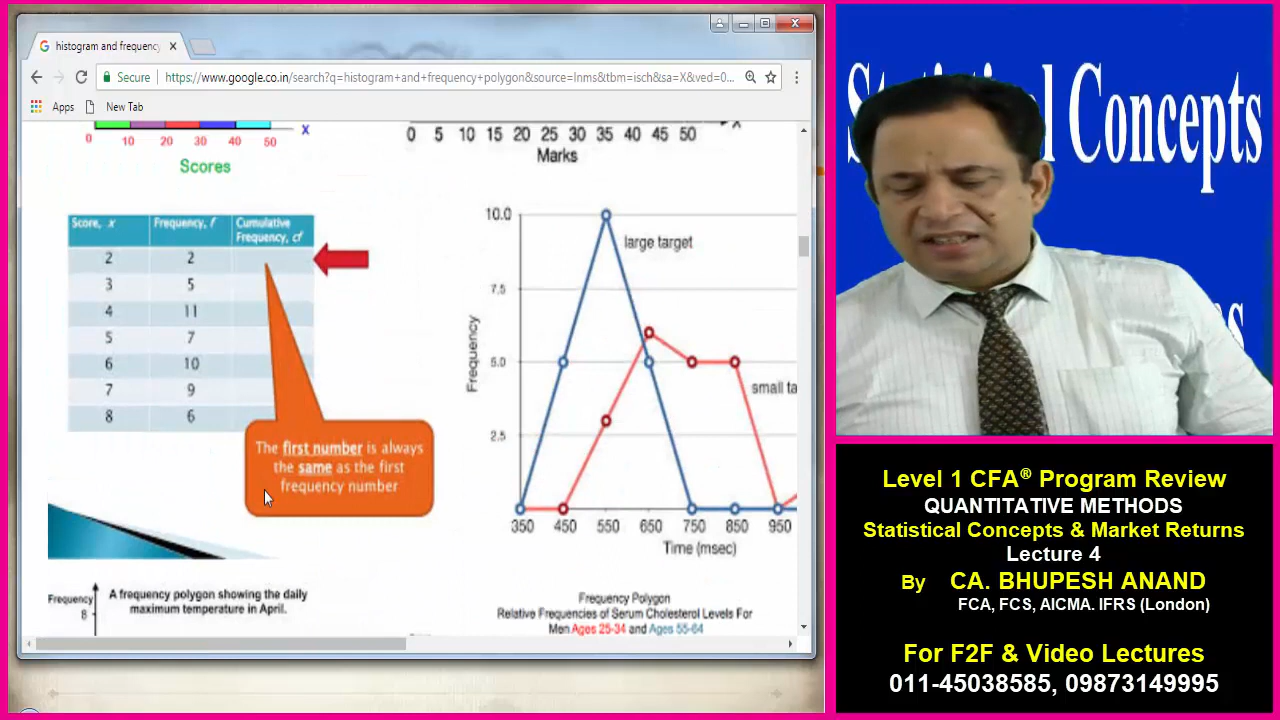 histogram and frequency
Secure
https://www.google.co.in/search?q=histogram+and+frequency+polygon&source=lnms&tbm=isch&sa=X&ved=0...
Apps
New Tab
0 10 20 30 40 50 X
Scores
0 5 10 15 20 25 30 35 40 45 50
Marks
Score, x Frequency, f Cumulative Frequency, cf
2 2
3 5
4 11
5 7
6 10
7 9
8 6
The first number is always
the same as the first
frequency number
10.0
7.5
5.0
2.5
Frequency
large target
small ta
350 450 550 650 750 850 950
Time (msec)
Frequency
8
A frequency polygon showing the daily
maximum temperature in April.
Frequency Polygon
Relative Frequencies of Serum Cholesterol Levels For
Men Ages 25-34 and Ages 55-64
Concepts
Level 1 CFA® Program Review
QUANTITATIVE METHODS
Statistical Concepts & Market Returns
Lecture 4
By CA. BHUPESH ANAND
FCA, FCS, AICMA. IFRS (London)
For F2F & Video Lectures
011-45038585, 09873149995